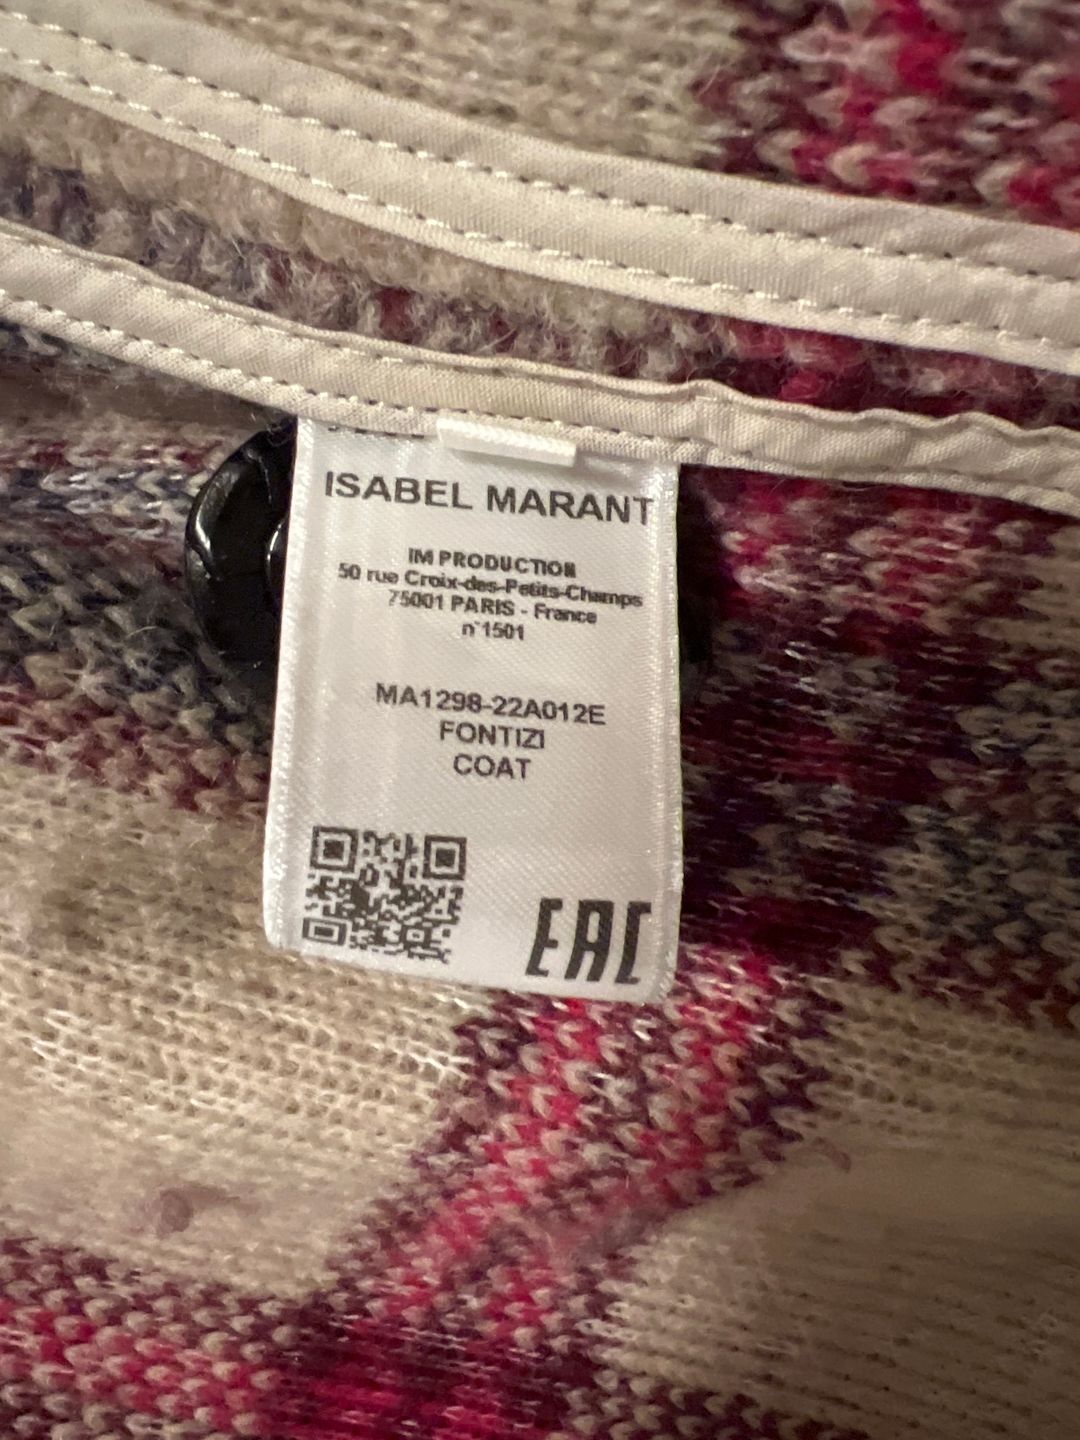 ISABEL MARANT
IM PRODUCTION
50 rue Croix-des-Petits-Champs
75001 PARIS - France
n°1501
MA1298-22A012E
FONTIZI
COAT
EAC